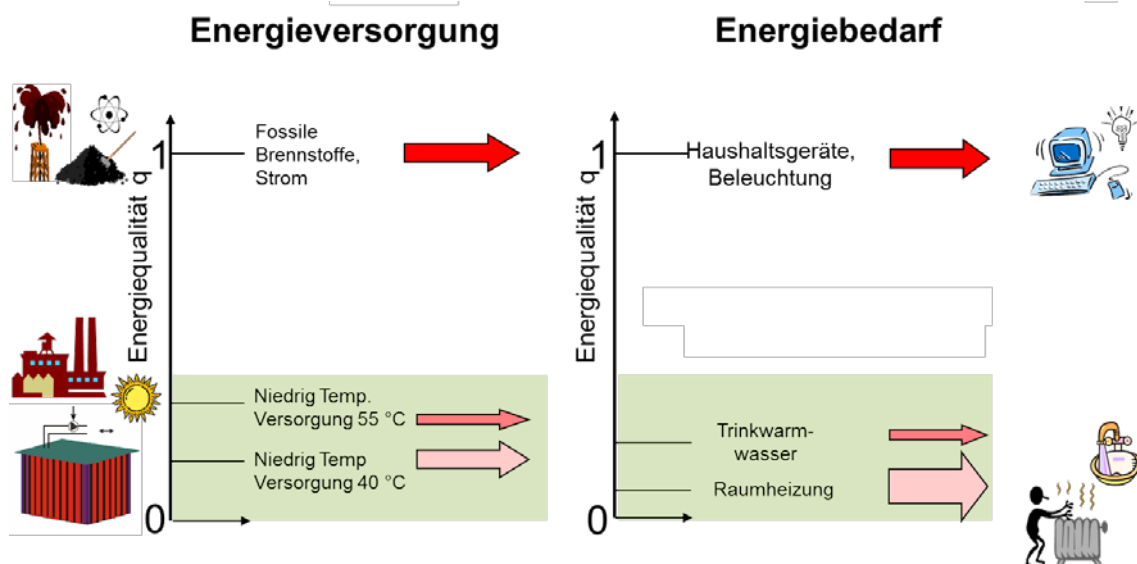 Energieversorgung
Energiequalität q
1
Fossile
Brennstoffe,
Strom
Niedrig Temp.
Versorgung 55 °C
Niedrig Temp
Versorgung 40 °C
0
Energiebedarf
Energiequalität q
1
Haushaltsgeräte,
Beleuchtung
Trinkwarm-
wasser
Raumheizung
0